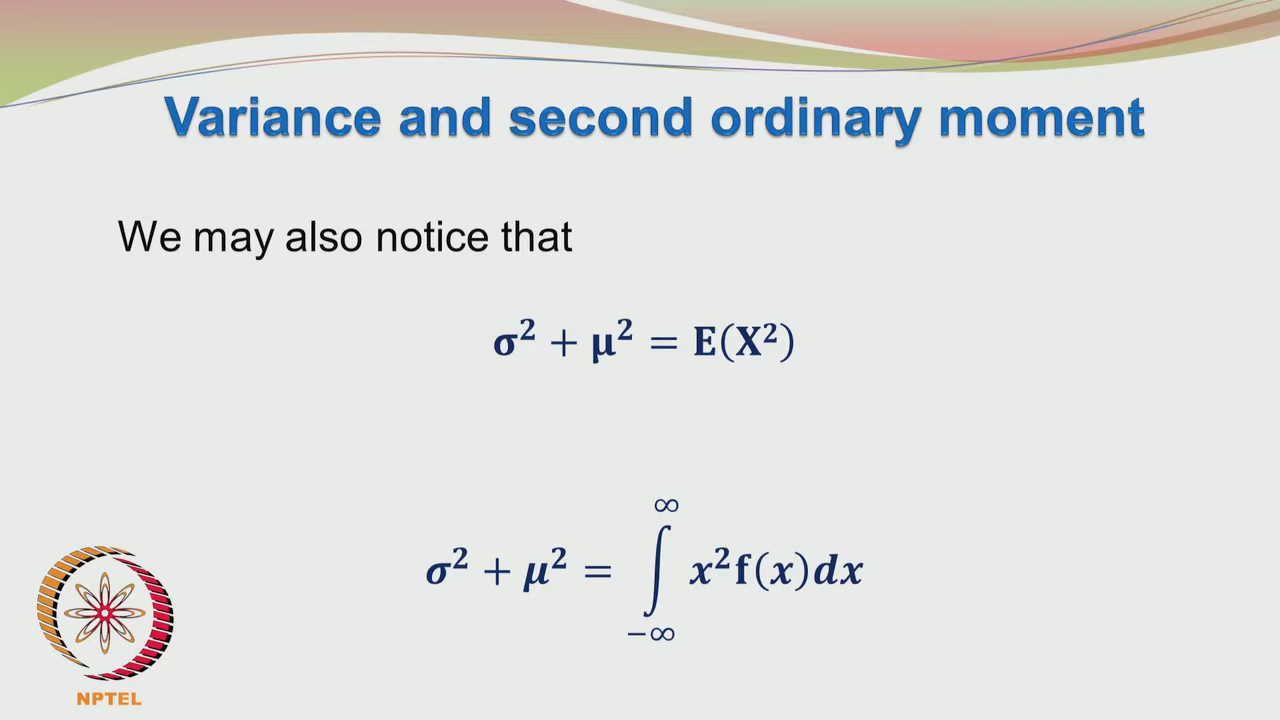 Variance and second ordinary moment
We may also notice that
σ² + μ² = E(X²)
σ² + μ² = ∫_{-∞}^{∞} x²f(x)dx
NPTEL